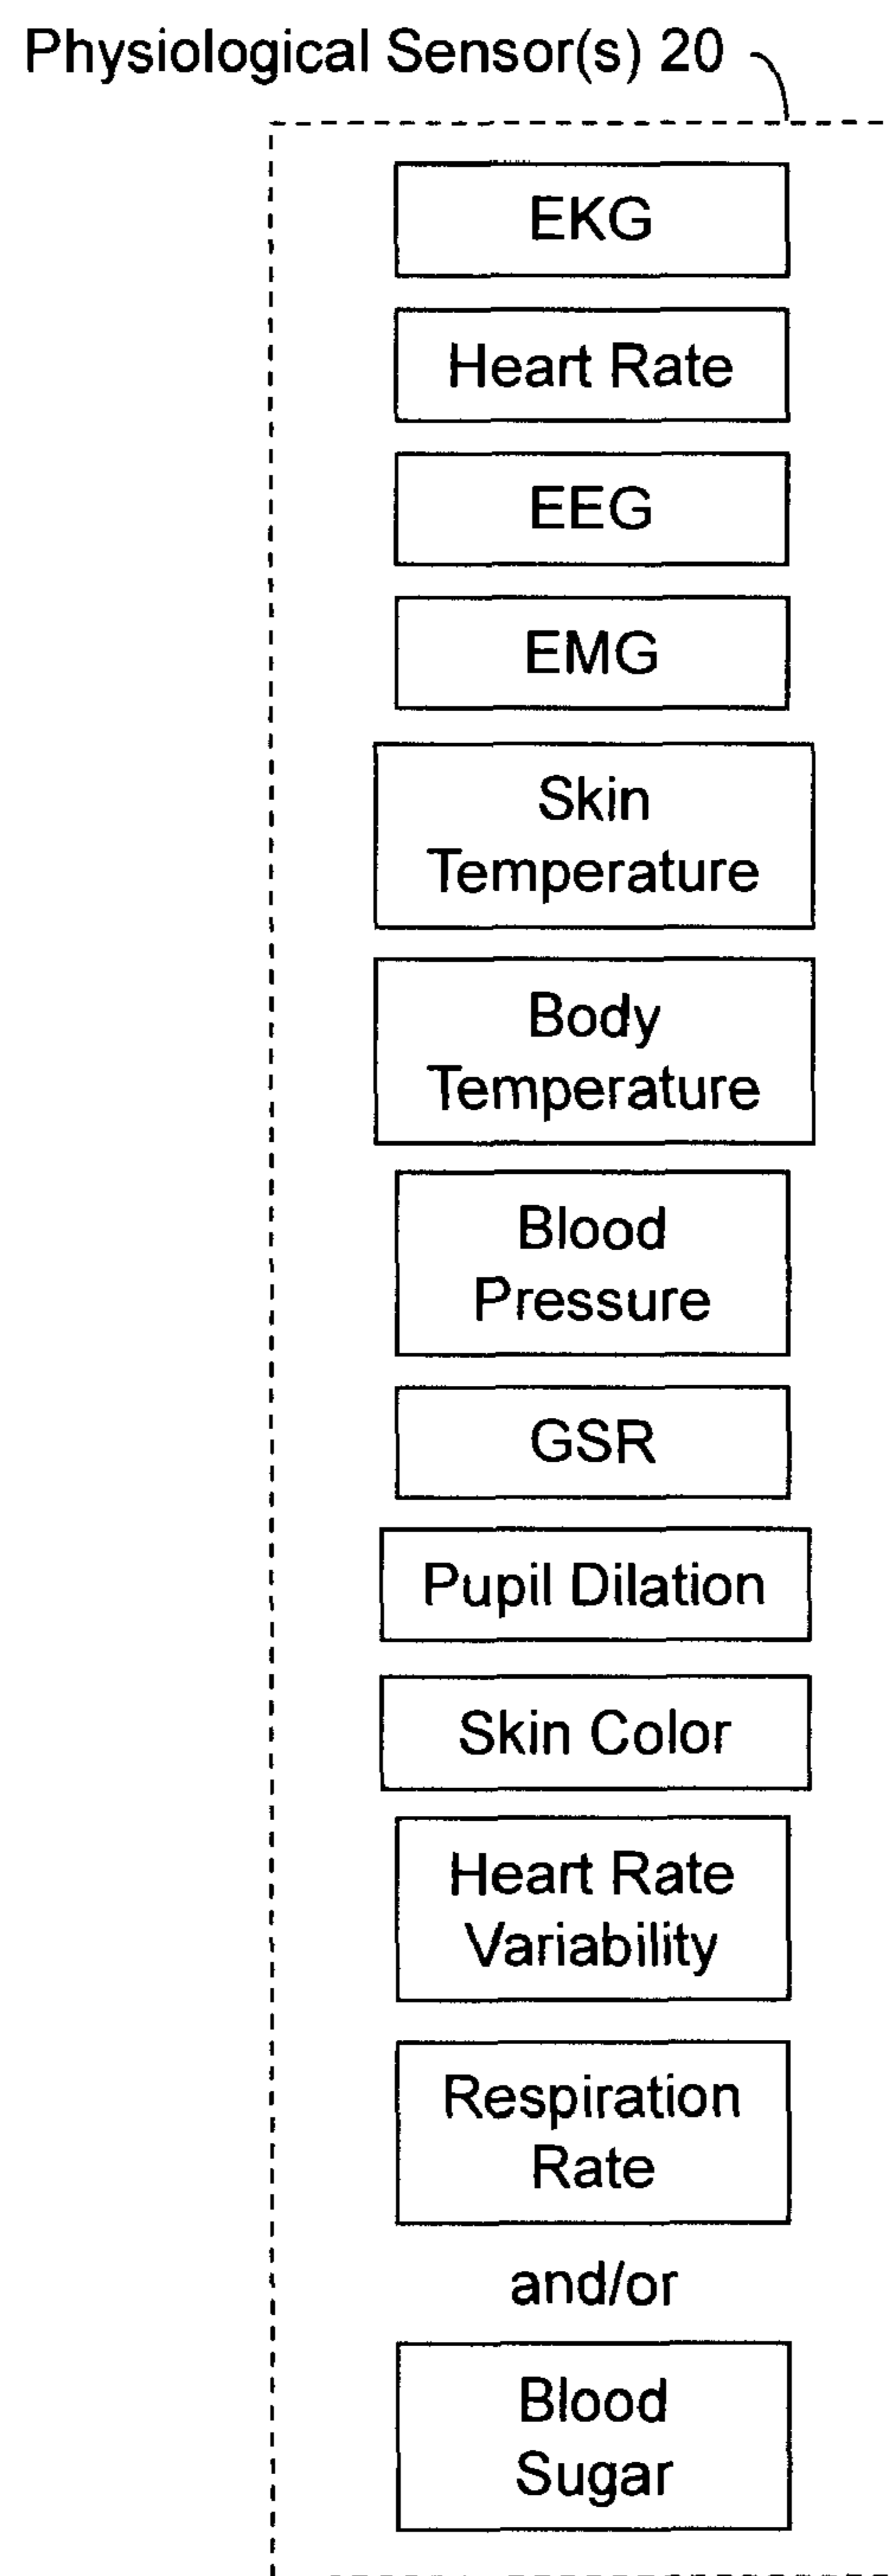 Physiological Sensor(s) 20
EKG
Heart Rate
EEG
EMG
Skin
Temperature
Body
Temperature
Blood
Pressure
GSR
Pupil Dilation
Skin Color
Heart Rate
Variability
Respiration
Rate
and/or
Blood
Sugar